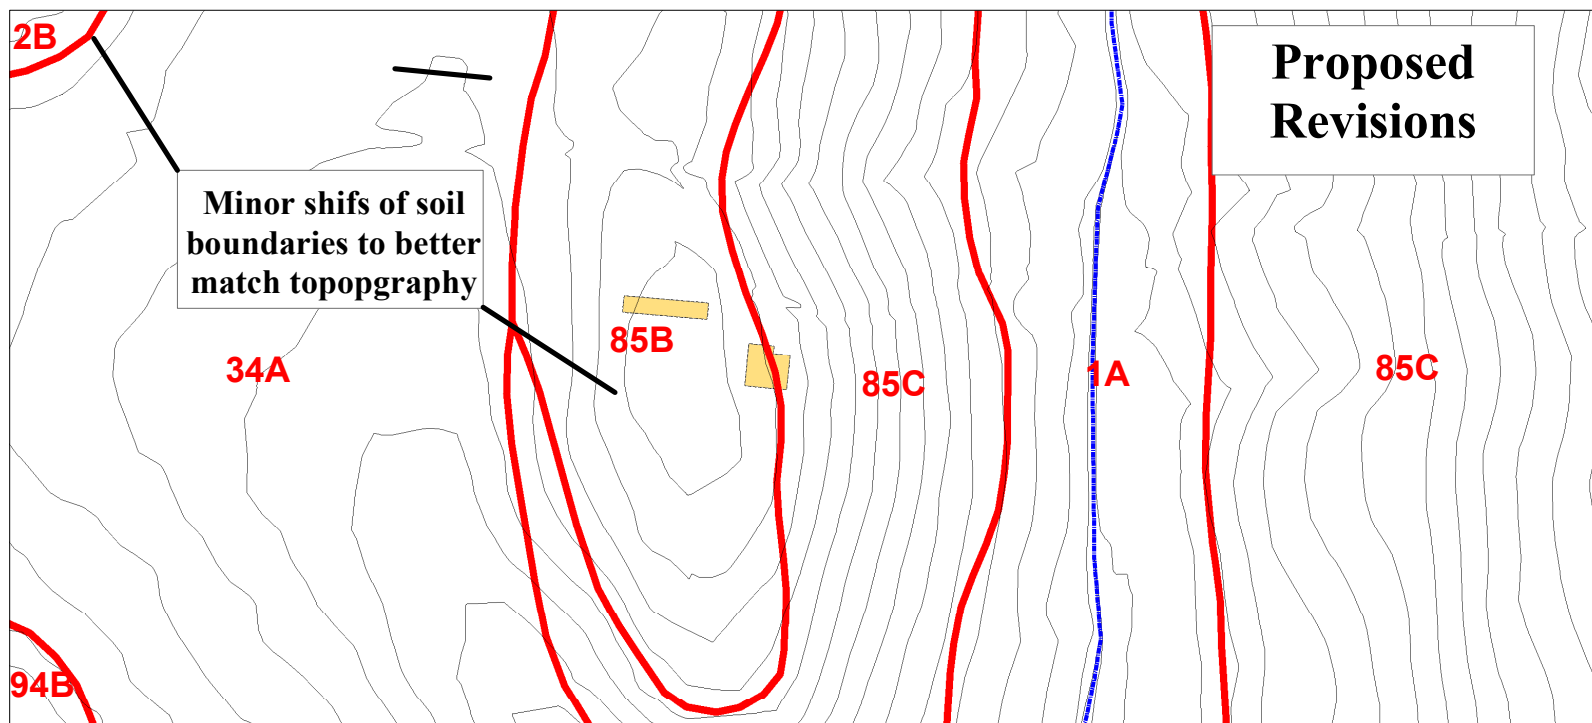 2B
Proposed
Revisions
Minor shifs of soil
boundaries to better
match topopgraphy
34A
85B
85C
1A
85C
94B